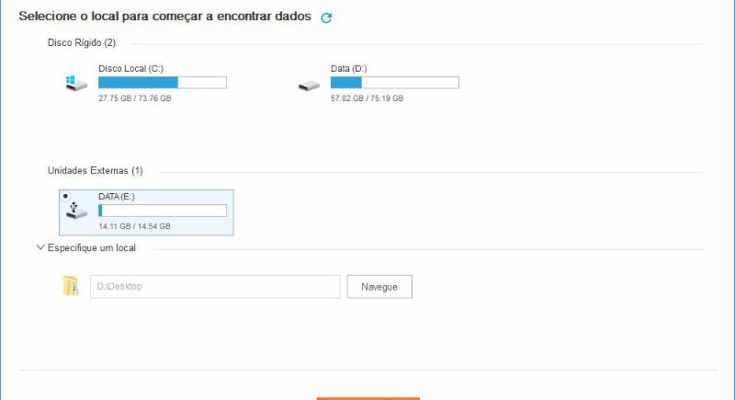 Selecione o local para começar a encontrar dados
Disco Rígido (2)
Disco Local (C:)
27.75 GB / 73.76 GB
Data (D:)
57.02 GB / 75.19 GB
Unidades Externas (1)
DATA (E:)
14.11 GB / 14.54 GB
Especifique um local
D:\Desktop
Navegue